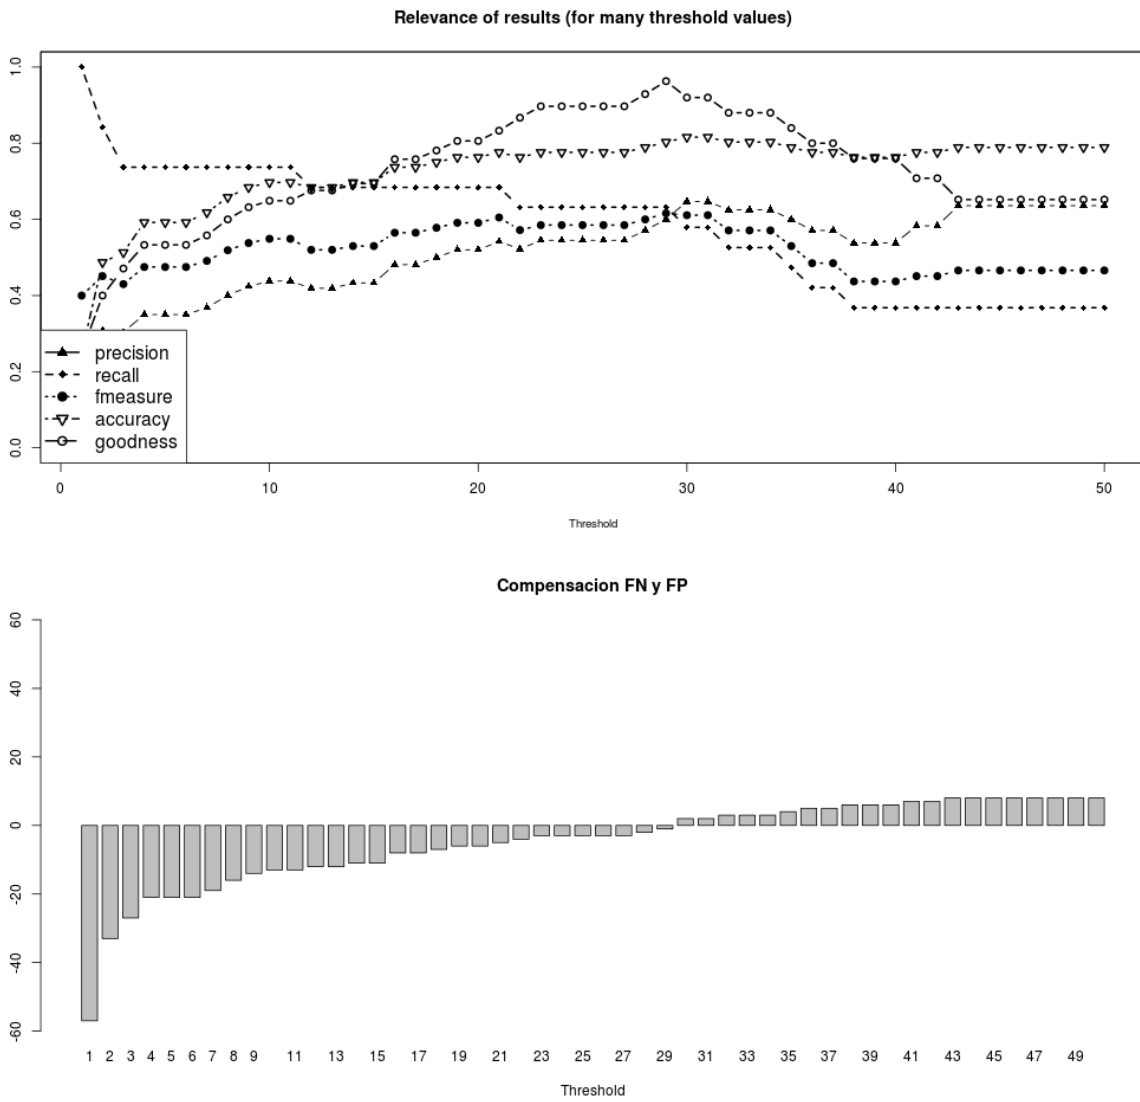 Relevance of results (for many threshold values)
1.0
0.8
0.6
0.4
0.2
0.0
precision
recall
fmeasure
accuracy
goodness
0 10 20 30 40 50
Threshold
Compensacion FN y FP
60
40
20
0
-20
-40
-60
1 2 3 4 5 6 7 8 9 11 13 15 17 19 21 23 25 27 29 31 33 35 37 39 41 43 45 47 49
Threshold